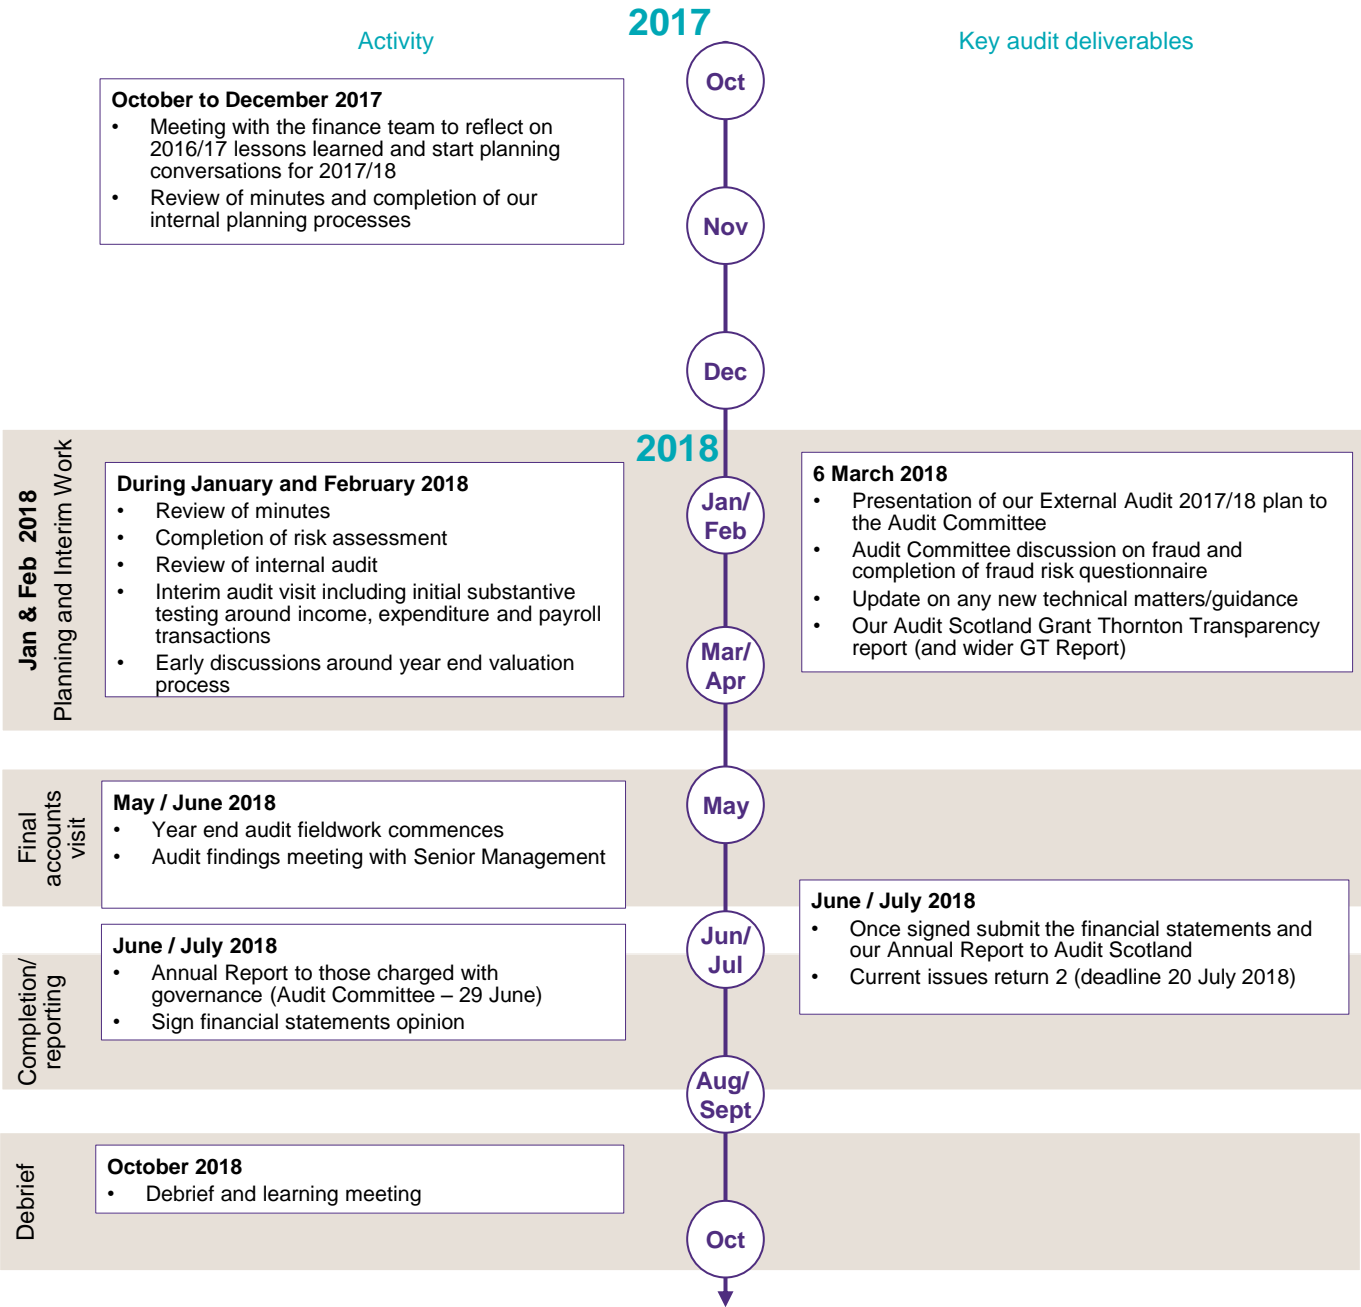 2017
Activity
Key audit deliverables
Oct
October to December 2017
• Meeting with the finance team to reflect on
2016/17 lessons learned and start planning
conversations for 2017/18
• Review of minutes and completion of our
internal planning processes
Nov
Dec
2018
Jan & Feb 2018
Planning and Interim Work
During January and February 2018
• Review of minutes
• Completion of risk assessment
• Review of internal audit
• Interim audit visit including initial substantive
testing around income, expenditure and payroll
transactions
• Early discussions around year end valuation
process
Jan/
Feb
Mar/
Apr
6 March 2018
• Presentation of our External Audit 2017/18 plan to
the Audit Committee
• Audit Committee discussion on fraud and
completion of fraud risk questionnaire
• Update on any new technical matters/guidance
• Our Audit Scotland Grant Thornton Transparency
report (and wider GT Report)
Final
accounts
visit
May / June 2018
• Year end audit fieldwork commences
• Audit findings meeting with Senior Management
May
Completion/
reporting
June / July 2018
• Annual Report to those charged with
governance (Audit Committee – 29 June)
• Sign financial statements opinion
Jun/
Jul
June / July 2018
• Once signed submit the financial statements and
our Annual Report to Audit Scotland
• Current issues return 2 (deadline 20 July 2018)
Aug/
Sept
Debrief
October 2018
• Debrief and learning meeting
Oct